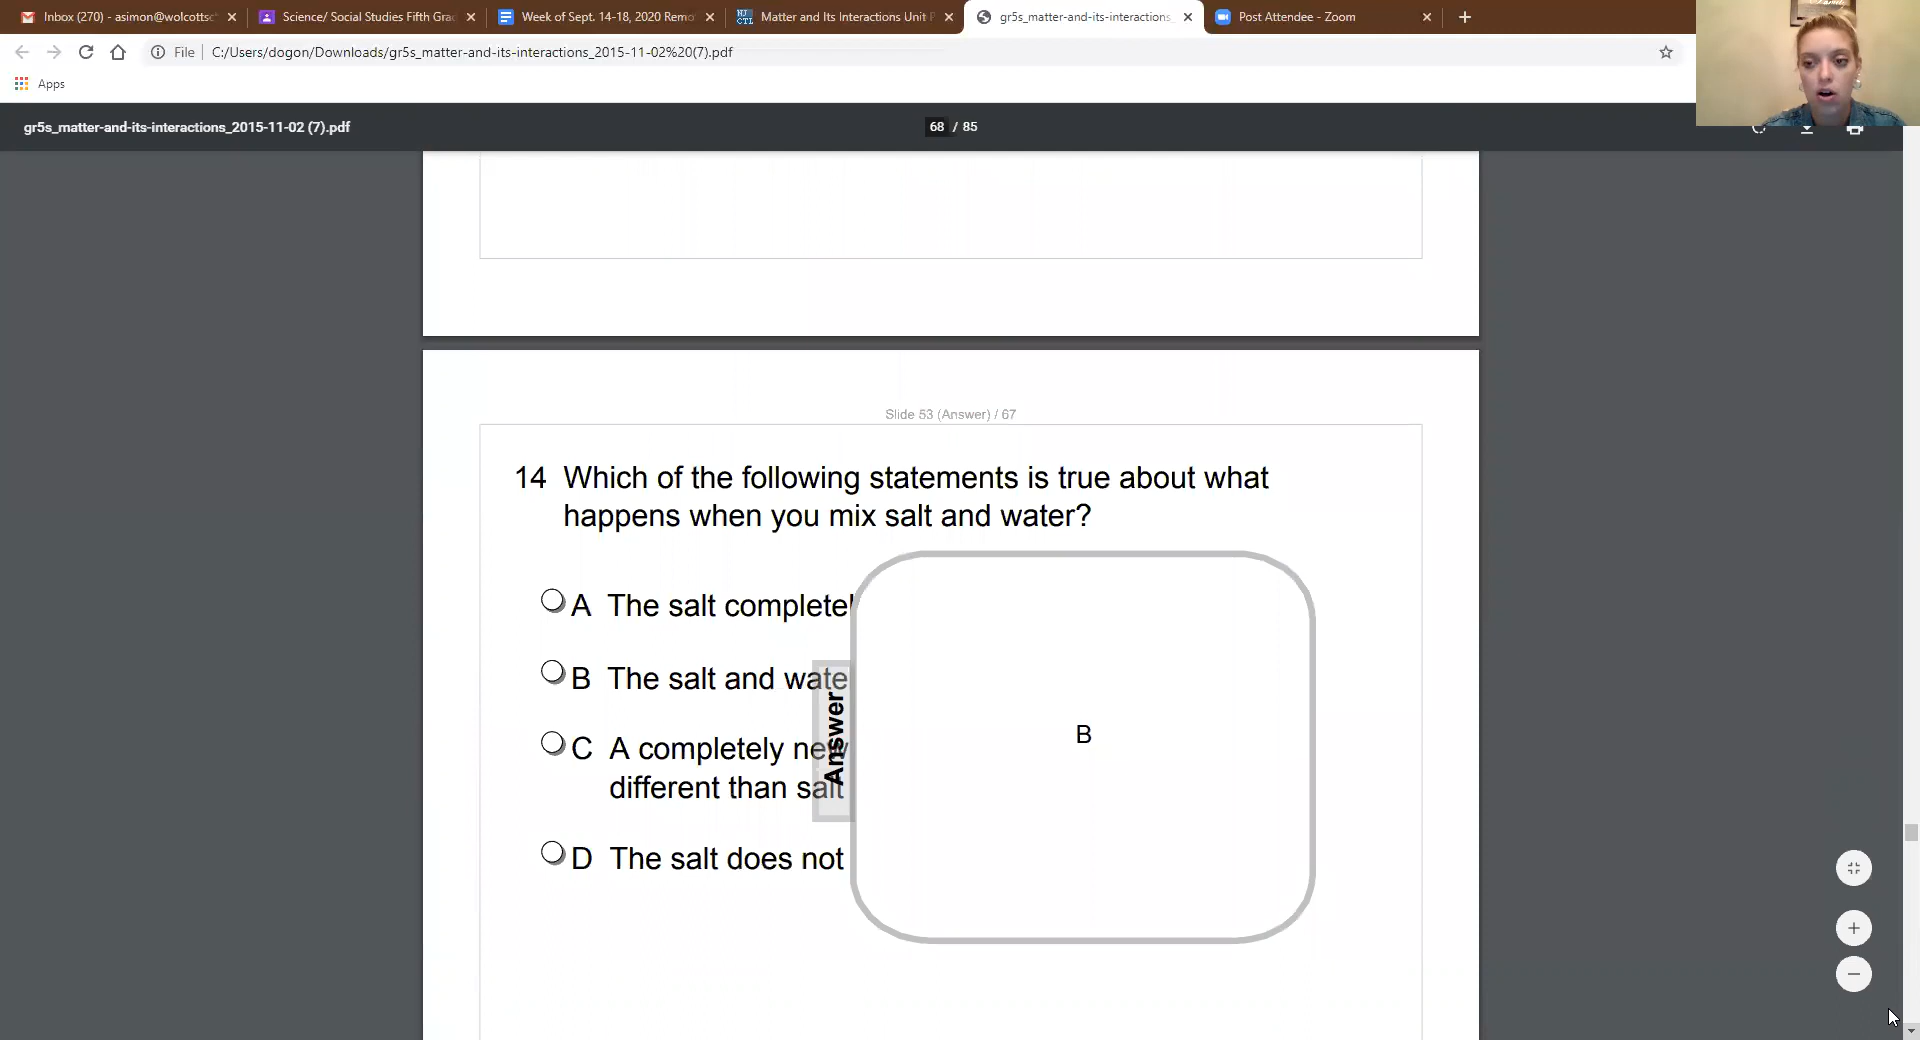 Inbox (270) - asimon@wolcottsc
Science/ Social Studies Fifth Gra
Week of Sept. 14-18, 2020 Remo
Matter and Its Interactions Unit P
gr5s_matter-and-its-interactions_
Post Attendee - Zoom
File
C:/Users/dogon/Downloads/gr5s_matter-and-its-interactions_2015-11-02%20(7).pdf
Apps
gr5s_matter-and-its-interactions_2015-11-02 (7).pdf
68 / 85
Slide 53 (Answer) / 67
14 Which of the following statements is true about what
happens when you mix salt and water?
A The salt completel
B The salt and wate
C A completely new
different than salt
D The salt does not
Answer
B